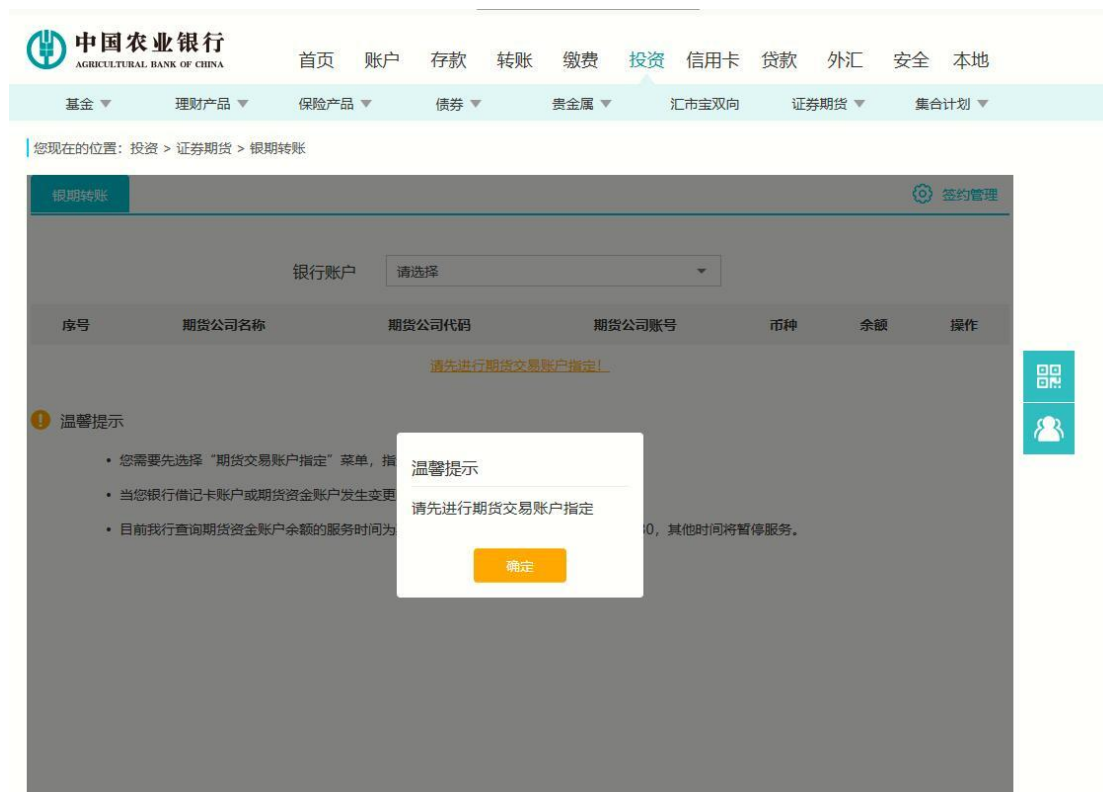 中国农业银行
AGRICULTURAL BANK OF CHINA
首页 账户 存款 转账 缴费 投资 信用卡 贷款 外汇 安全 本地
基金 理财产品 保险产品 债券 贵金属 汇市宝双向 证券期货 集合计划
您现在的位置：投资 > 证券期货 > 银期转账
银期转账 签约管理
银行账户 请选择
序号 期货公司名称 期货公司代码 期货公司账号 币种 余额 操作
请先进行期货交易账户指定！
温馨提示
• 您需要先选择“期货交易账户指定”菜单，指
• 当您银行借记卡账户或期货资金账户发生变更
• 目前我行查询期货资金账户余额的服务时间为 0，其他时间将暂停服务。
温馨提示
请先进行期货交易账户指定
确定